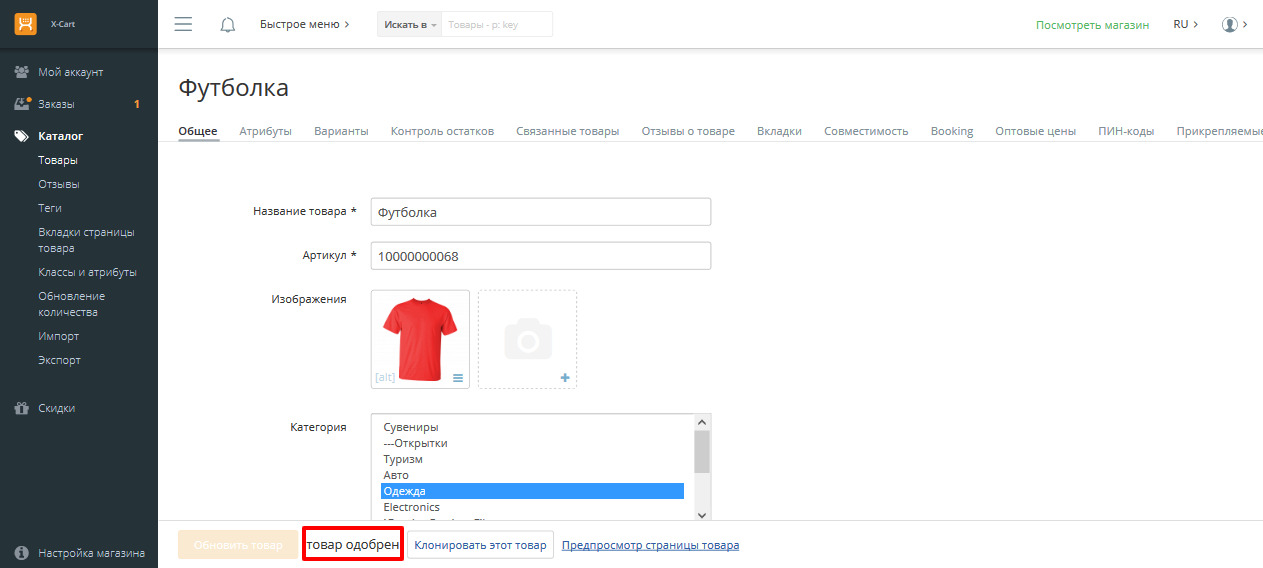 X-Cart
Быстрое меню
Искать в
Товары - p: key
Посмотреть магазин
RU
Мой аккаунт
Заказы
1
Каталог
Товары
Отзывы
Теги
Вкладки страницы
товара
Классы и атрибуты
Обновление
количества
Импорт
Экспорт
Скидки
Настройка магазина
Футболка
Общее Атрибуты Варианты Контроль остатков Связанные товары Отзывы о товаре Вкладки Совместимость Booking Оптовые цены ПИН-коды Прикрепляемые
Название товара * Футболка
Артикул * 10000000068
Изображения
[alt]
Категория
Сувениры
---Открытки
Туризм
Авто
Одежда
Electronics
Обновить товар товар одобрен Клонировать этот товар Предпросмотр страницы товара